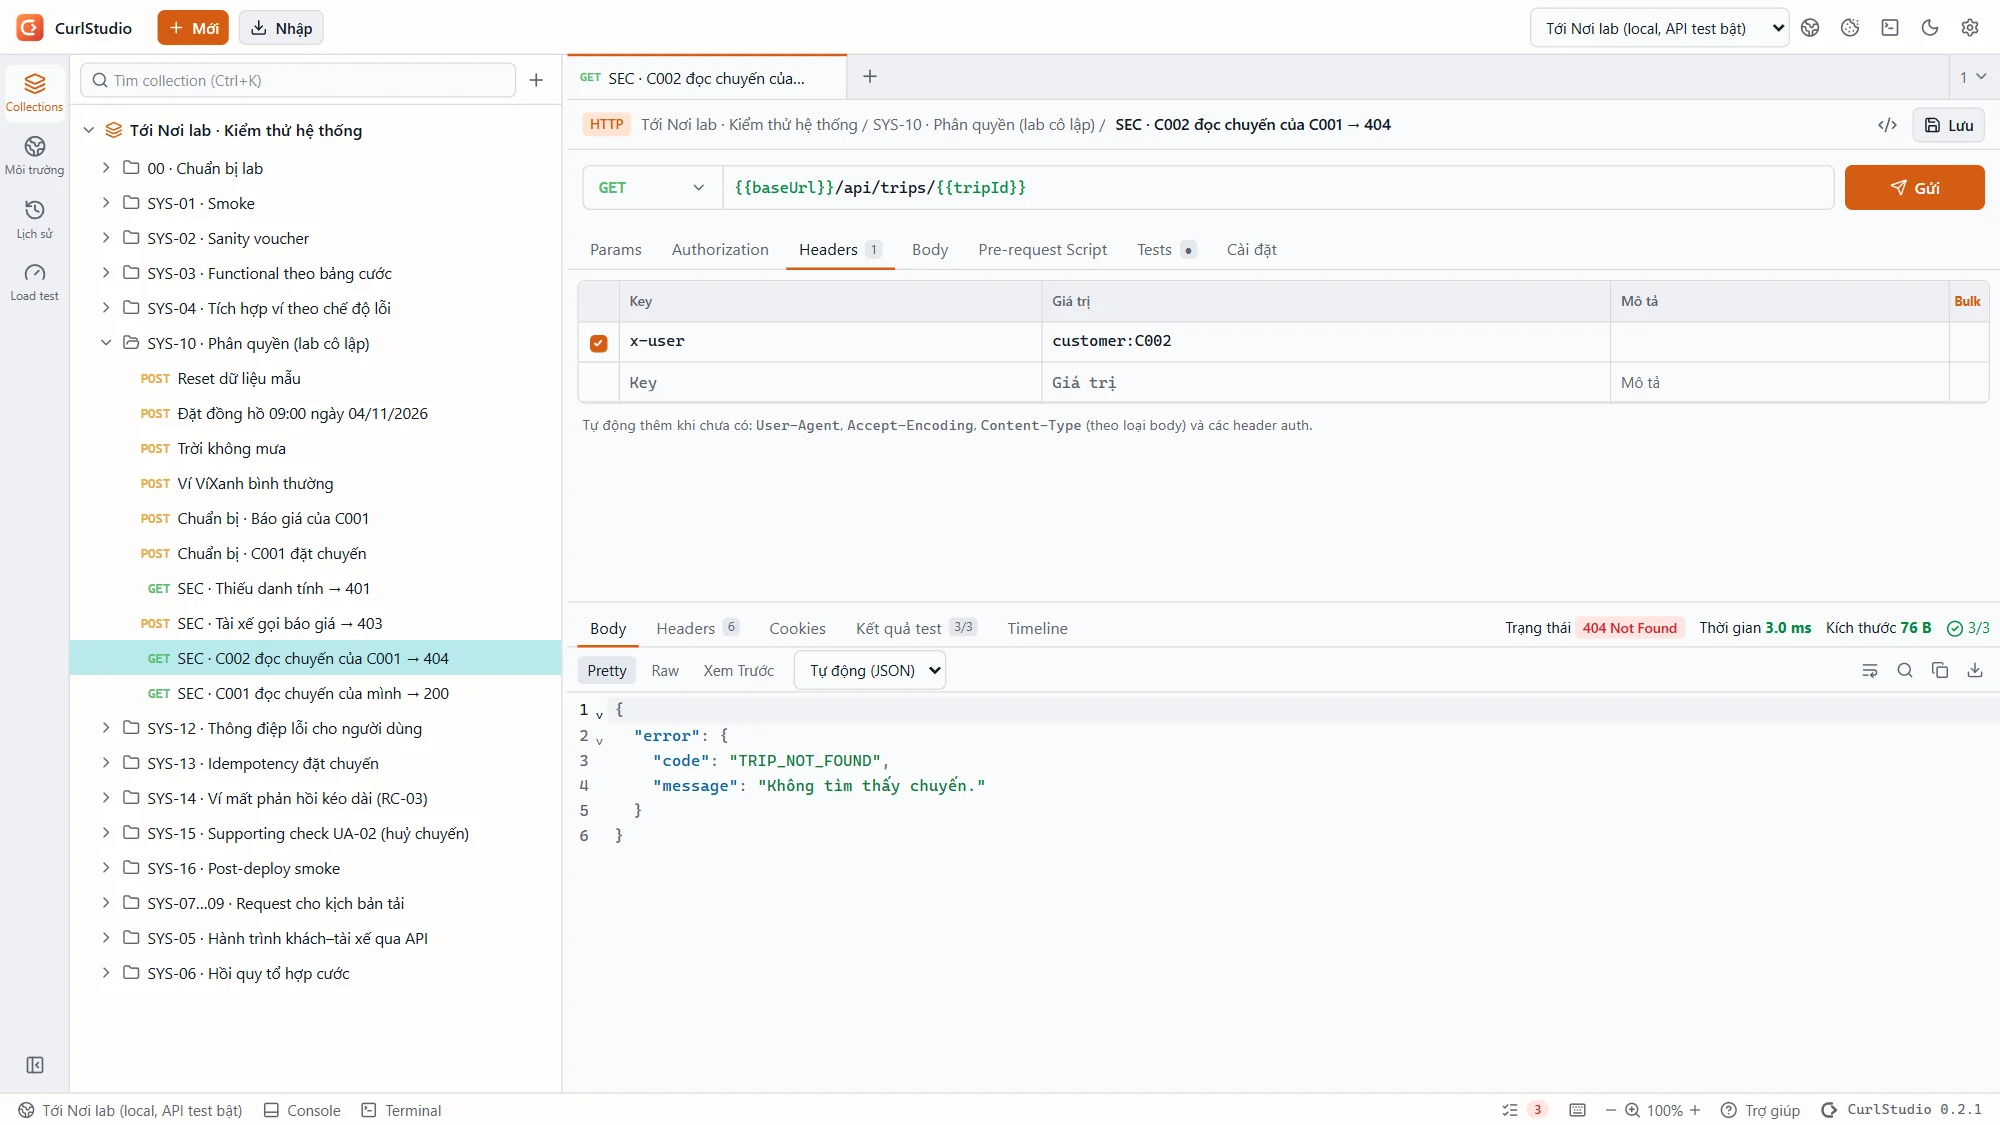 CurlStudio
Mới
Nhập
Tới Nơi lab (local, API test bật)
Collections
Môi trường
Lịch sử
Load test
Tìm collection (Ctrl+K)
Tới Nơi lab · Kiểm thử hệ thống
00 · Chuẩn bị lab
SYS-01 · Smoke
SYS-02 · Sanity voucher
SYS-03 · Functional theo bảng cước
SYS-04 · Tích hợp ví theo chế độ lỗi
SYS-10 · Phân quyền (lab cô lập)
POST Reset dữ liệu mẫu
POST Đặt đồng hồ 09:00 ngày 04/11/2026
POST Trời không mưa
POST Ví VíXanh bình thường
POST Chuẩn bị · Báo giá của C001
POST Chuẩn bị · C001 đặt chuyến
GET SEC · Thiếu danh tính → 401
POST SEC · Tài xế gọi báo giá → 403
GET SEC · C002 đọc chuyến của C001 → 404
GET SEC · C001 đọc chuyến của mình → 200
SYS-12 · Thông điệp lỗi cho người dùng
SYS-13 · Idempotency đặt chuyến
SYS-14 · Ví mất phản hồi kéo dài (RC-03)
SYS-15 · Supporting check UA-02 (huỷ chuyến)
SYS-16 · Post-deploy smoke
SYS-07...09 · Request cho kịch bản tải
SYS-05 · Hành trình khách–tài xế qua API
SYS-06 · Hồi quy tổ hợp cước
GET SEC · C002 đọc chuyến của...
1
HTTP Tới Nơi lab · Kiểm thử hệ thống / SYS-10 · Phân quyền (lab cô lập) / SEC · C002 đọc chuyến của C001 → 404
Lưu
GET {{baseUrl}}/api/trips/{{tripId}}
Gửi
Params Authorization Headers 1 Body Pre-request Script Tests Cài đặt
Key Giá trị Mô tả Bulk
x-user customer:C002
Key Giá trị Mô tả
Tự động thêm khi chưa có: User-Agent, Accept-Encoding, Content-Type (theo loại body) và các header auth.
Body Headers 6 Cookies Kết quả test 3/3 Timeline
Trạng thái 404 Not Found Thời gian 3.0 ms Kích thước 76 B 3/3
Pretty Raw Xem Trước Tự động (JSON)
1 {
2 "error": {
3 "code": "TRIP_NOT_FOUND",
4 "message": "Không tìm thấy chuyến."
5 }
6 }
Tới Nơi lab (local, API test bật) Console Terminal
3 100% Trợ giúp CurlStudio 0.2.1